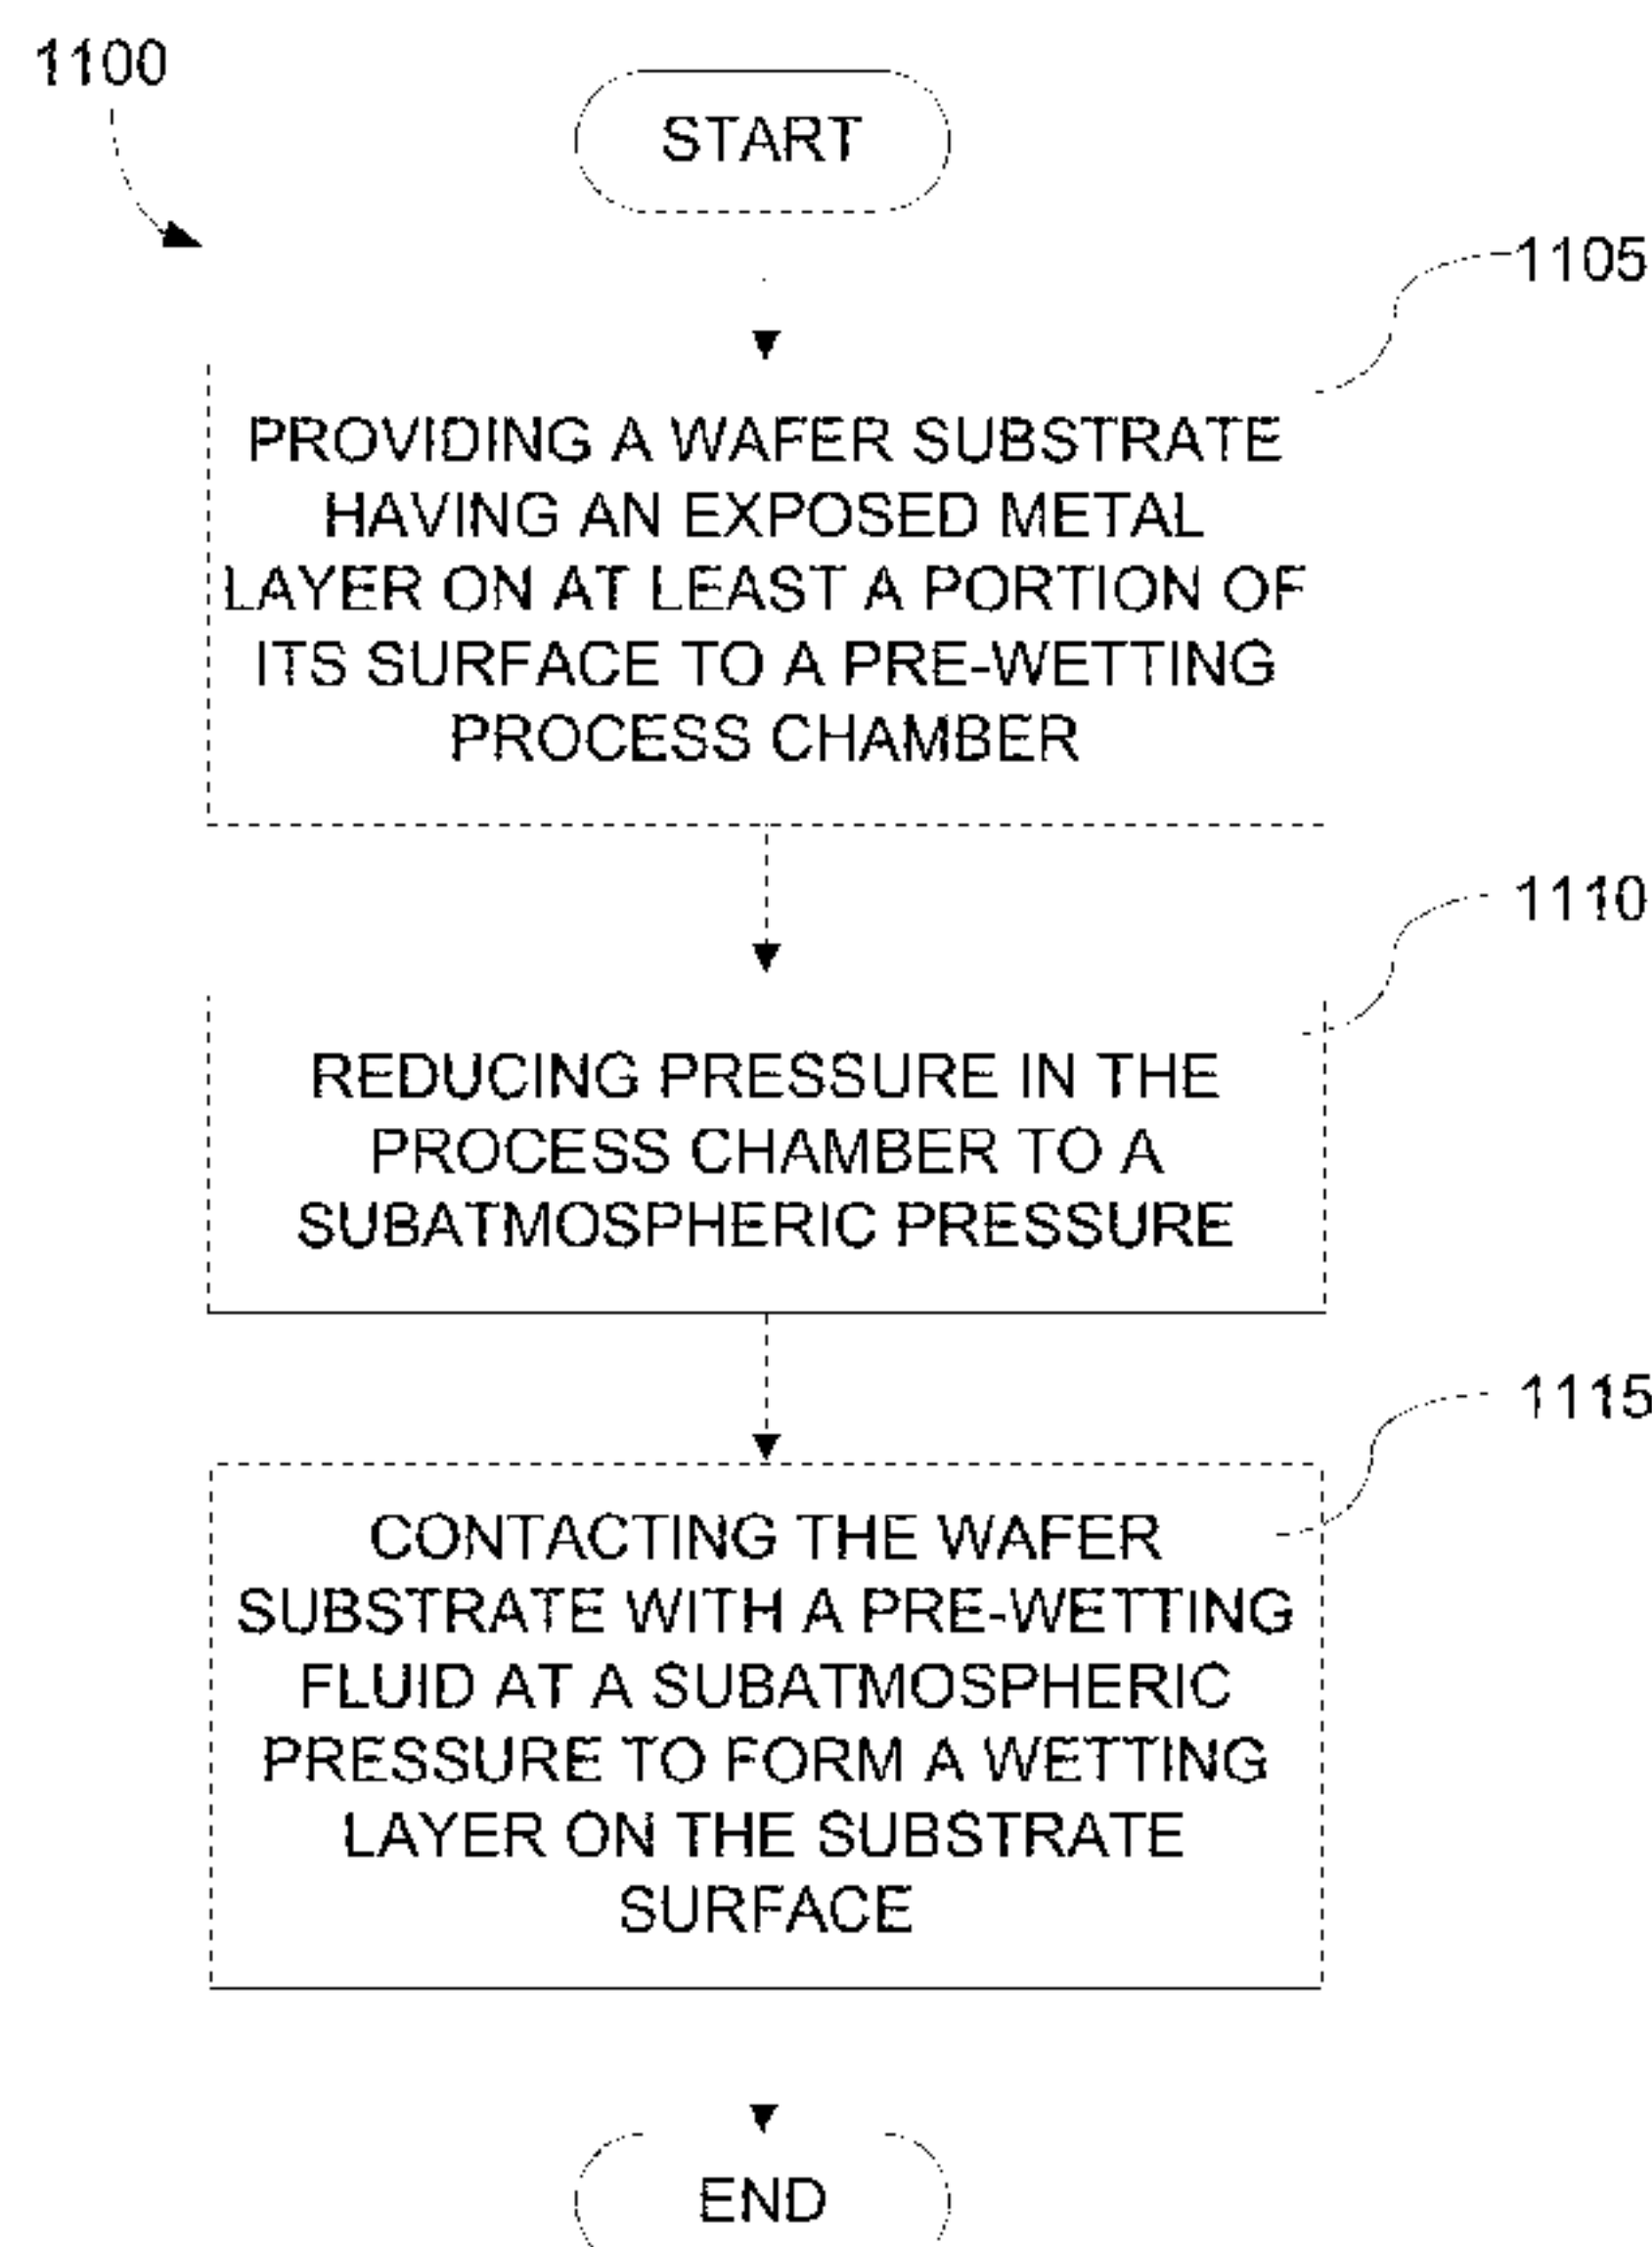 1100
START
1105
PROVIDING A WAFER SUBSTRATE
HAVING AN EXPOSED METAL
LAYER ON AT LEAST A PORTION OF
ITS SURFACE TO A PRE-WETTING
PROCESS CHAMBER
1110
REDUCING PRESSURE IN THE
PROCESS CHAMBER TO A
SUBATMOSPHERIC PRESSURE
1115
CONTACTING THE WAFER
SUBSTRATE WITH A PRE-WETTING
FLUID AT A SUBATMOSPHERIC
PRESSURE TO FORM A WETTING
LAYER ON THE SUBSTRATE
SURFACE
END